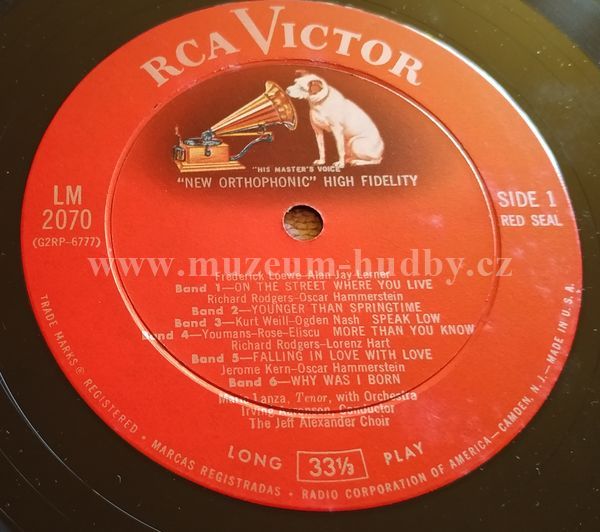 RCA VICTOR
"HIS MASTER'S VOICE"
"NEW ORTHOPHONIC" HIGH FIDELITY
LM
2070
(G2RP-6777)
SIDE 1
RED SEAL
www.muzeum-hudby.cz
Frederick Loewe-Alan Jay Lerner
Band 1—ON THE STREET WHERE YOU LIVE
Richard Rodgers-Oscar Hammerstein
Band 2—YOUNGER THAN SPRINGTIME
Band 3—Kurt Weill-Ogden Nash SPEAK LOW
Band 4—Youmans-Rose-Eliscu MORE THAN YOU KNOW
Richard Rodgers-Lorenz Hart
Band 5—FALLING IN LOVE WITH LOVE
Jerome Kern-Oscar Hammerstein
Band 6—WHY WAS I BORN
Mario Lanza, Tenor, with Orchestra
Irving Aaronson, Conductor
The Jeff Alexander Choir
LONG 33⅓ PLAY
TRADE MARKS ® REGISTERED • MARCAS REGISTRADAS • RADIO CORPORATION OF AMERICA—CAMDEN, N. J.—MADE IN U.S.A.